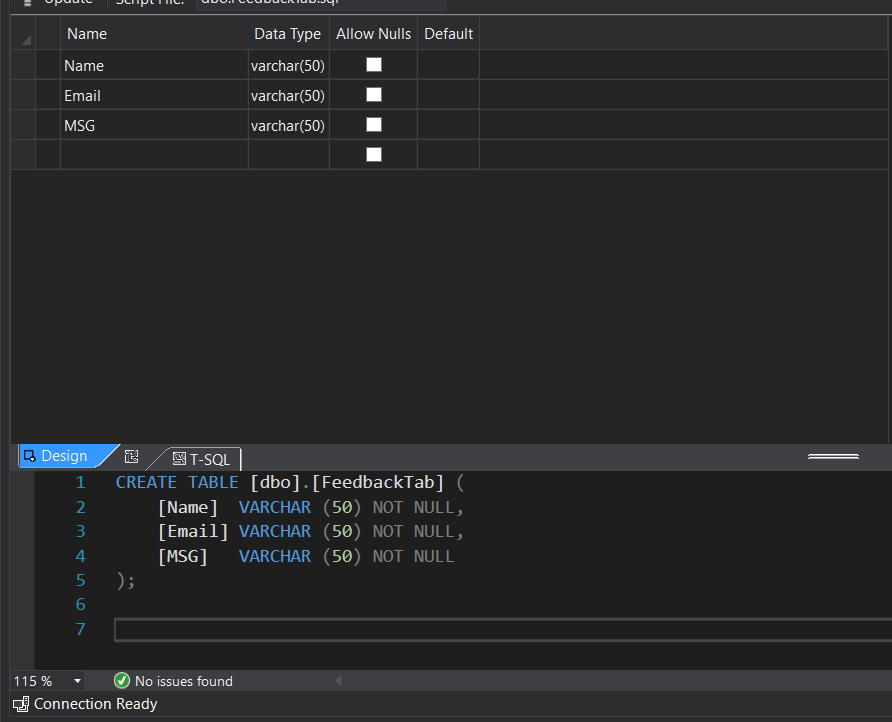 Update Script File: dbo.FeedbackTab.sql
Name Data Type Allow Nulls Default
Name varchar(50)
Email varchar(50)
MSG varchar(50)
Design T-SQL
1 CREATE TABLE [dbo].[FeedbackTab] (
2 [Name] VARCHAR (50) NOT NULL,
3 [Email] VARCHAR (50) NOT NULL,
4 [MSG] VARCHAR (50) NOT NULL
5 );
6
7
115 % No issues found
Connection Ready